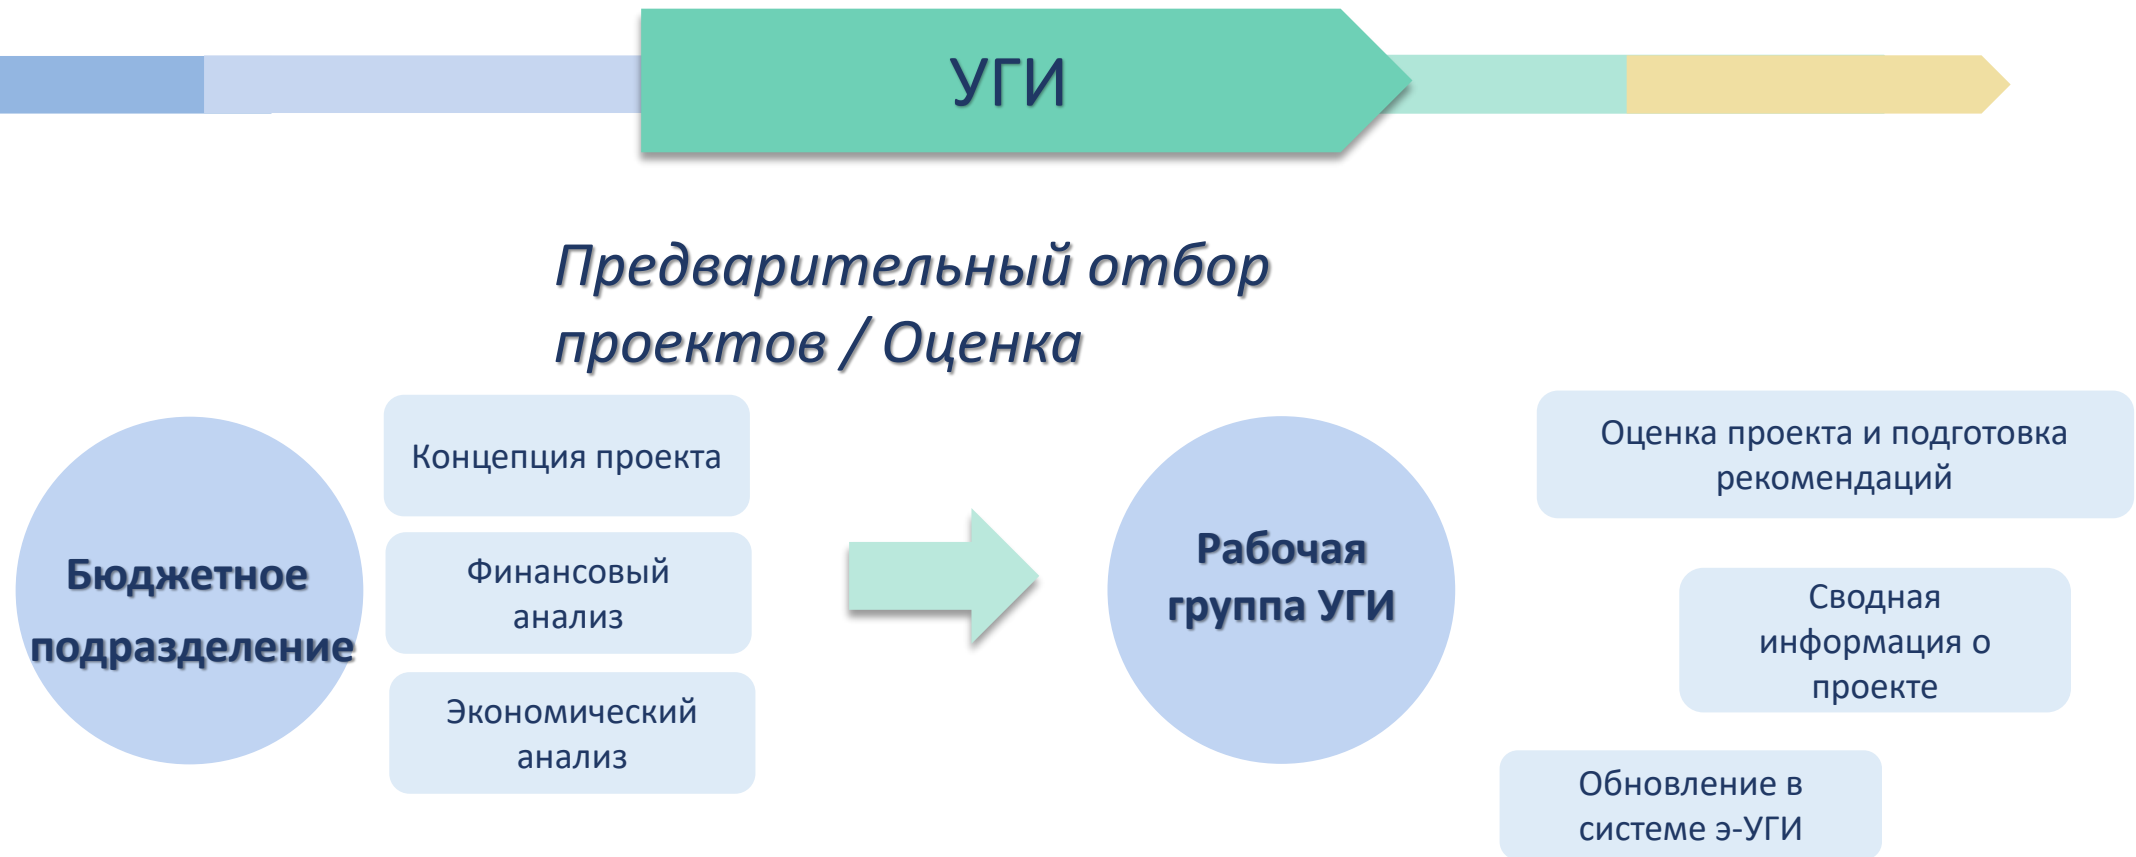 УГИ
Предварительный отбор
проектов / Оценка
Бюджетное
подразделение
Концепция проекта
Финансовый
анализ
Экономический
анализ
Рабочая
группа УГИ
Оценка проекта и подготовка
рекомендаций
Сводная
информация о
проекте
Обновление в
системе э-УГИ